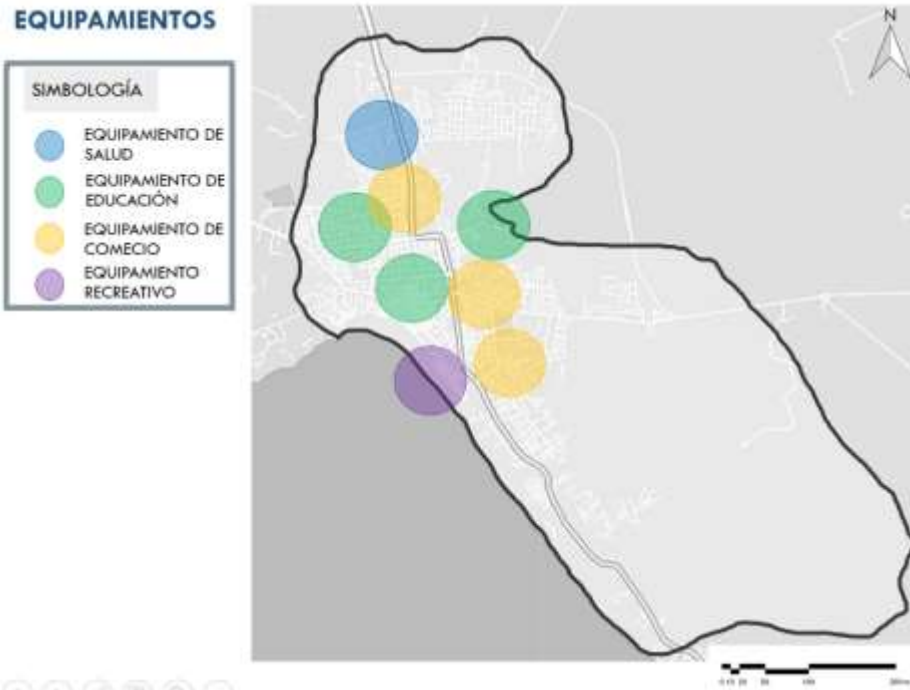 EQUIPAMIENTOS
SIMBOLOGÍA
EQUIPAMIENTO DE
SALUD
EQUIPAMIENTO DE
EDUCACIÓN
EQUIPAMIENTO DE
COMECIO
EQUIPAMIENTO
RECREATIVO
N